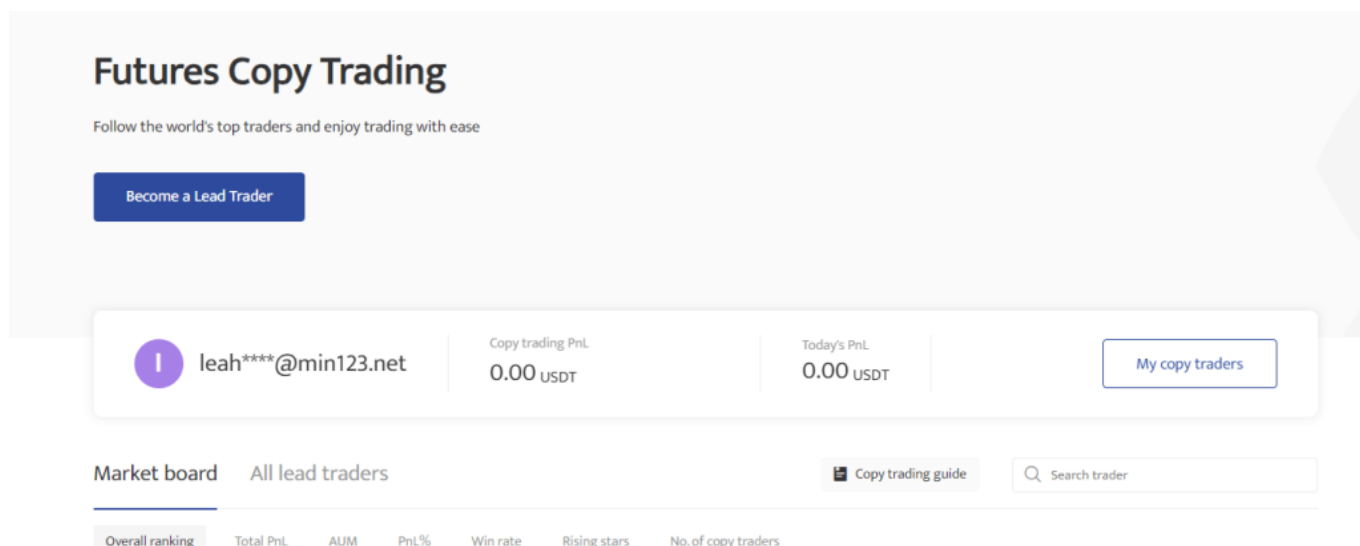 Futures Copy Trading
Follow the world's top traders and enjoy trading with ease
Become a Lead Trader
l leah****@min123.net
Copy trading PnL
0.00 USDT
Today's PnL
0.00 USDT
My copy traders
Market board All lead traders Copy trading guide Search trader
Overall ranking Total PnL AUM PnL% Win rate Rising stars No. of copy traders